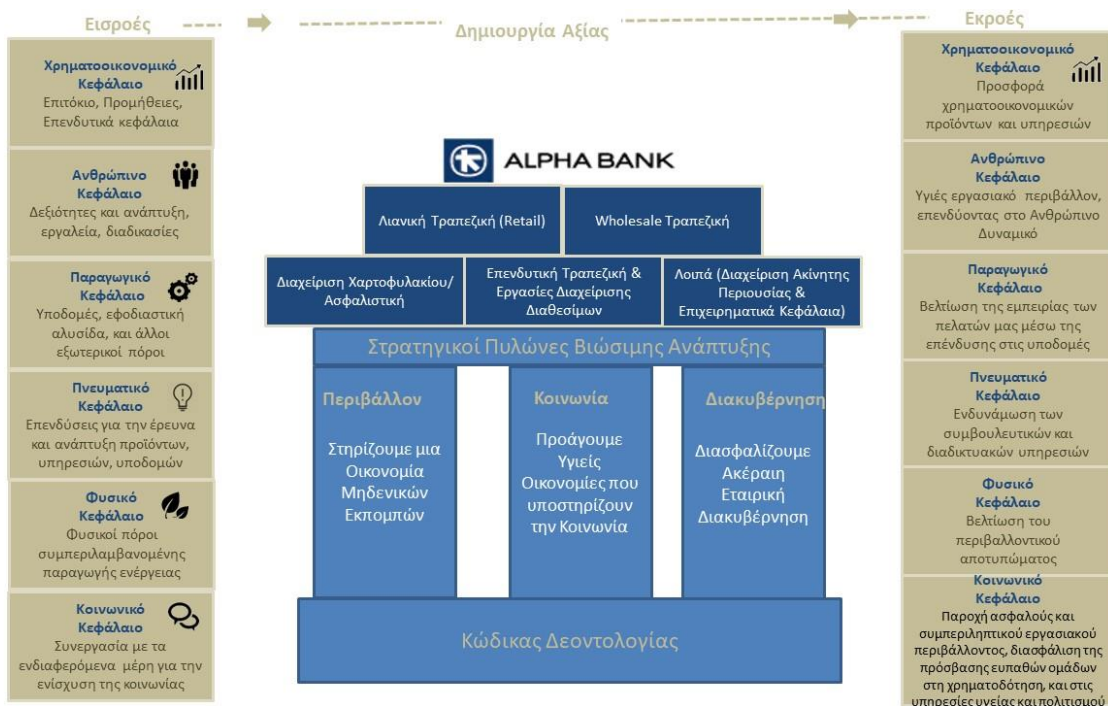 Εισροές
Δημιουργία Αξίας
Εκροές
Χρηματοοικονομικό
Κεφάλαιο
Επιτόκιο, Προμήθειες,
Επενδυτικά κεφάλαια
Ανθρώπινο
Κεφάλαιο
Δεξιότητες και ανάπτυξη,
εργαλεία, διαδικασίες
Παραγωγικό
Κεφάλαιο
Υποδομές, εφοδιαστική
αλυσίδα, και άλλοι
εξωτερικοί πόροι
Πνευματικό
Κεφάλαιο
Επενδύσεις για την έρευνα
και ανάπτυξη προϊόντων,
υπηρεσιών, υποδομών
Φυσικό
Κεφάλαιο
Φυσικοί πόροι
συμπεριλαμβανομένης
παραγωγής ενέργειας
Κοινωνικό
Κεφάλαιο
Συνεργασία με τα
ενδιαφερόμενα μέρη για την
ενίσχυση της κοινωνίας
ALPHA BANK
Λιανική Τραπεζική (Retail)
Wholesale Τραπεζική
Διαχείριση Χαρτοφυλακίου/
Ασφαλιστική
Επενδυτική Τραπεζική &
Εργασίες Διαχείρισης
Διαθεσίμων
Λοιπά (Διαχείριση Ακίνητης
Περιουσίας &
Επιχειρηματικά Κεφάλαια)
Στρατηγικοί Πυλώνες Βιώσιμης Ανάπτυξης
Περιβάλλον
Στηρίζουμε μια
Οικονομία
Μηδενικών
Εκπομπών
Κοινωνία
Προάγουμε
Υγιείς
Οικονομίες που
υποστηρίζουν
την Κοινωνία
Διακυβέρνηση
Διασφαλίζουμε
Ακέραιη
Εταιρική
Διακυβέρνηση
Κώδικας Δεοντολογίας
Χρηματοοικονομικό
Κεφάλαιο
Προσφορά
χρηματοοικονομικών
προϊόντων και υπηρεσιών
Ανθρώπινο
Κεφάλαιο
Υγιές εργασιακό περιβάλλον,
επενδύοντας στο Ανθρώπινο
Δυναμικό
Παραγωγικό
Κεφάλαιο
Βελτίωση της εμπειρίας των
πελατών μας μέσω της
επένδυσης στις υποδομές
Πνευματικό
Κεφάλαιο
Ενδυνάμωση των
συμβουλευτικών και
διαδικτυακών υπηρεσιών
Φυσικό
Κεφάλαιο
Βελτίωση του
περιβαλλοντικού
αποτυπώματος
Κοινωνικό
Κεφάλαιο
Παροχή ασφαλούς και
συμπεριληπτικού εργασιακού
περιβάλλοντος, διασφάλιση της
πρόσβασης ευπαθών ομάδων
στη χρηματοδότηση, και στις
υπηρεσίες υγείας και πολιτισμού